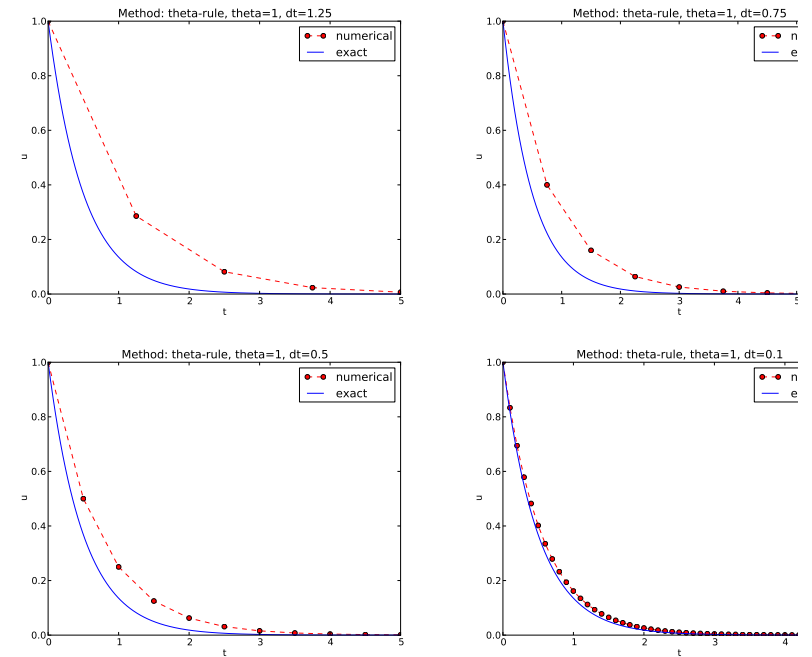 Method: theta-rule, theta=1, dt=1.25
1.0
0.8
0.6
0.4
0.2
0.0
u
numerical
exact
0 1 2 3 4 5
t
Method: theta-rule, theta=1, dt=0.75
1.0
0.8
0.6
0.4
0.2
0.0
u
n
e
0 1 2 3 4 5
t
Method: theta-rule, theta=1, dt=0.5
1.0
0.8
0.6
0.4
0.2
0.0
u
numerical
exact
0 1 2 3 4 5
t
Method: theta-rule, theta=1, dt=0.1
1.0
0.8
0.6
0.4
0.2
0.0
u
n
e
0 1 2 3 4
t